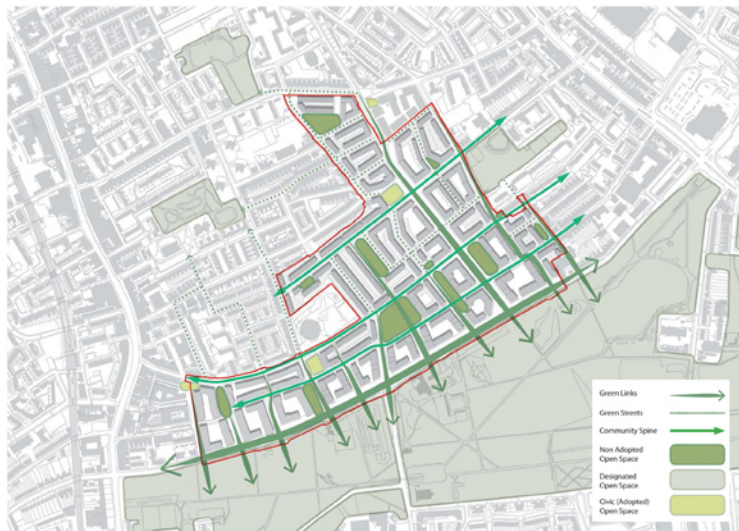 Green Links
Green Streets
Community Spine
Non Adopted
Open Space
Designated
Open Space
Civic (Adopted)
Open Space